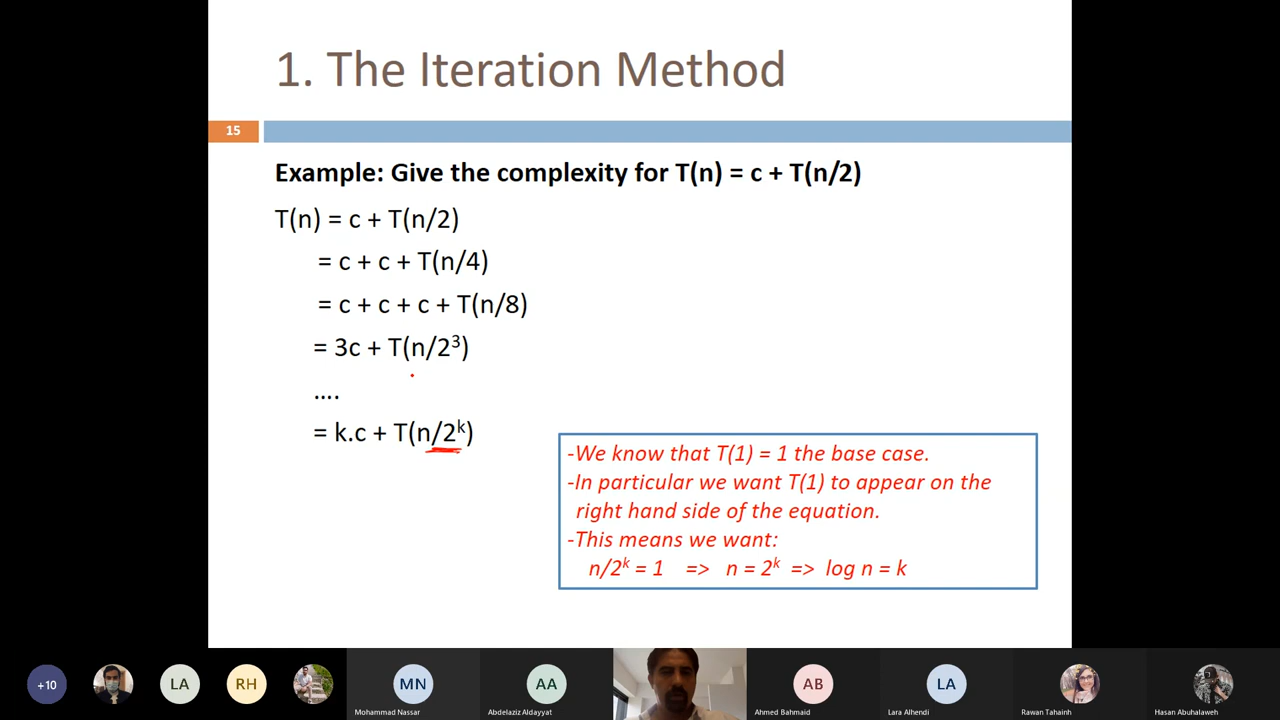 1. The Iteration Method
15
Example: Give the complexity for T(n) = c + T(n/2)
T(n) = c + T(n/2)
= c + c + T(n/4)
= c + c + c + T(n/8)
= 3c + T(n/2³)
....
= k.c + T(n/2ᵏ)
-We know that T(1) = 1 the base case.
-In particular we want T(1) to appear on the
right hand side of the equation.
-This means we want:
n/2ᵏ = 1 => n = 2ᵏ => log n = k
+10
LA
RH
MN
AA
AB
LA
Mohammad Nassar
Abdelaziz Aldayyat
Ahmed Bahmaid
Lara Alhendi
Rawan Tahainh
Hasan Abuhalaweh